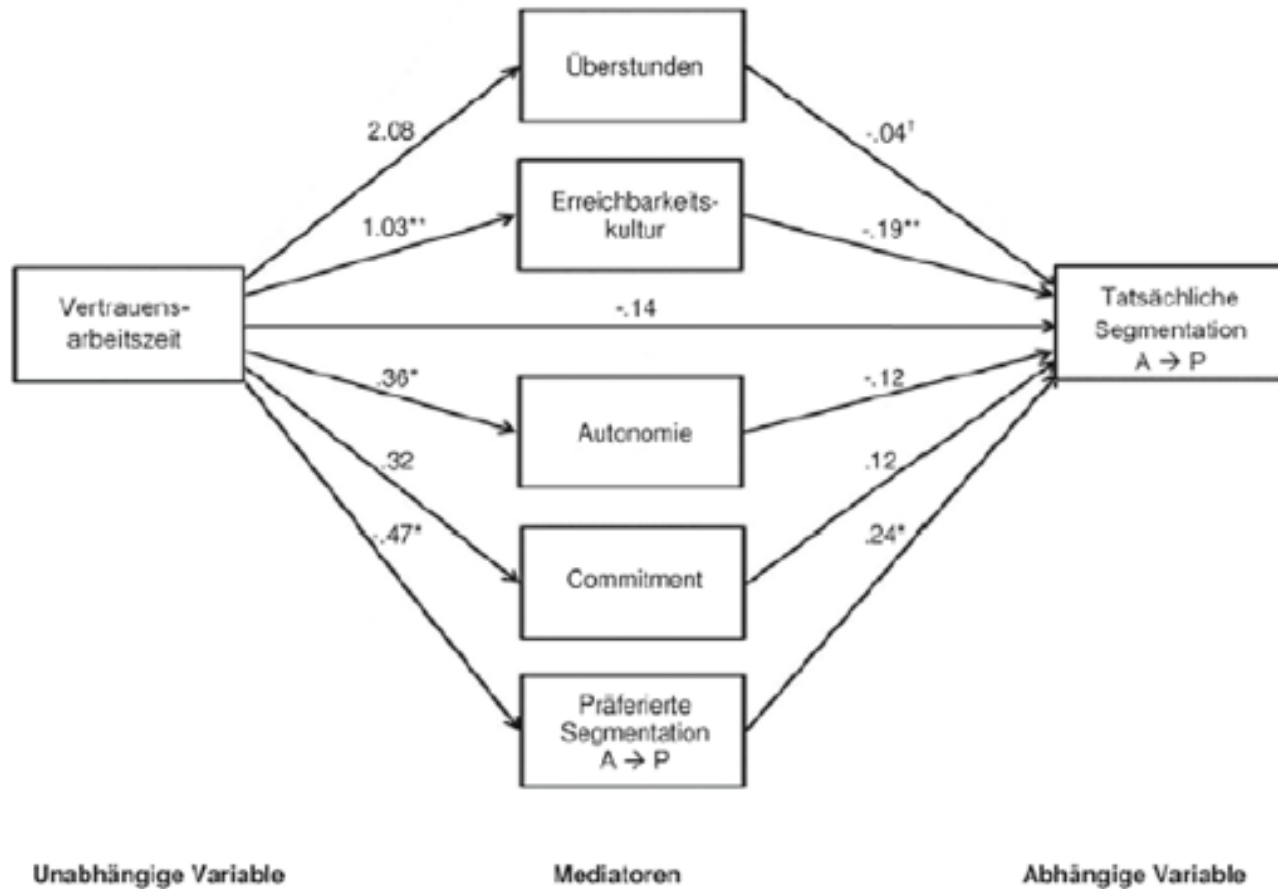 Überstunden
2.08
-.04†
Erreichbarkeits-
kultur
1.03**
-.19**
Vertrauens-
arbeitszeit
-.14
Tatsächliche
Segmentation
A → P
.36*
-.12
Autonomie
.32
.12
-.47*
.24*
Commitment
Präferierte
Segmentation
A → P
Unabhängige Variable
Mediatoren
Abhängige Variable